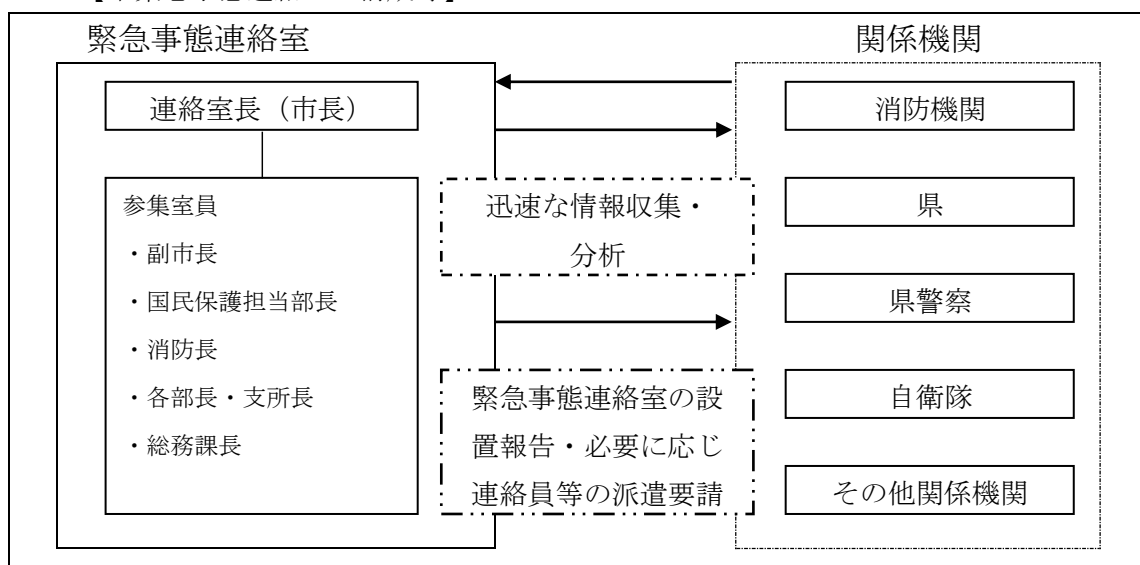 緊急事態連絡室
関係機関
連絡室長（市長）
参集室員
・副市長
・国民保護担当部長
・消防長
・各部長・支所長
・総務課長
迅速な情報収集・
分析
緊急事態連絡室の設
置報告・必要に応じ
連絡員等の派遣要請
消防機関
県
県警察
自衛隊
その他関係機関